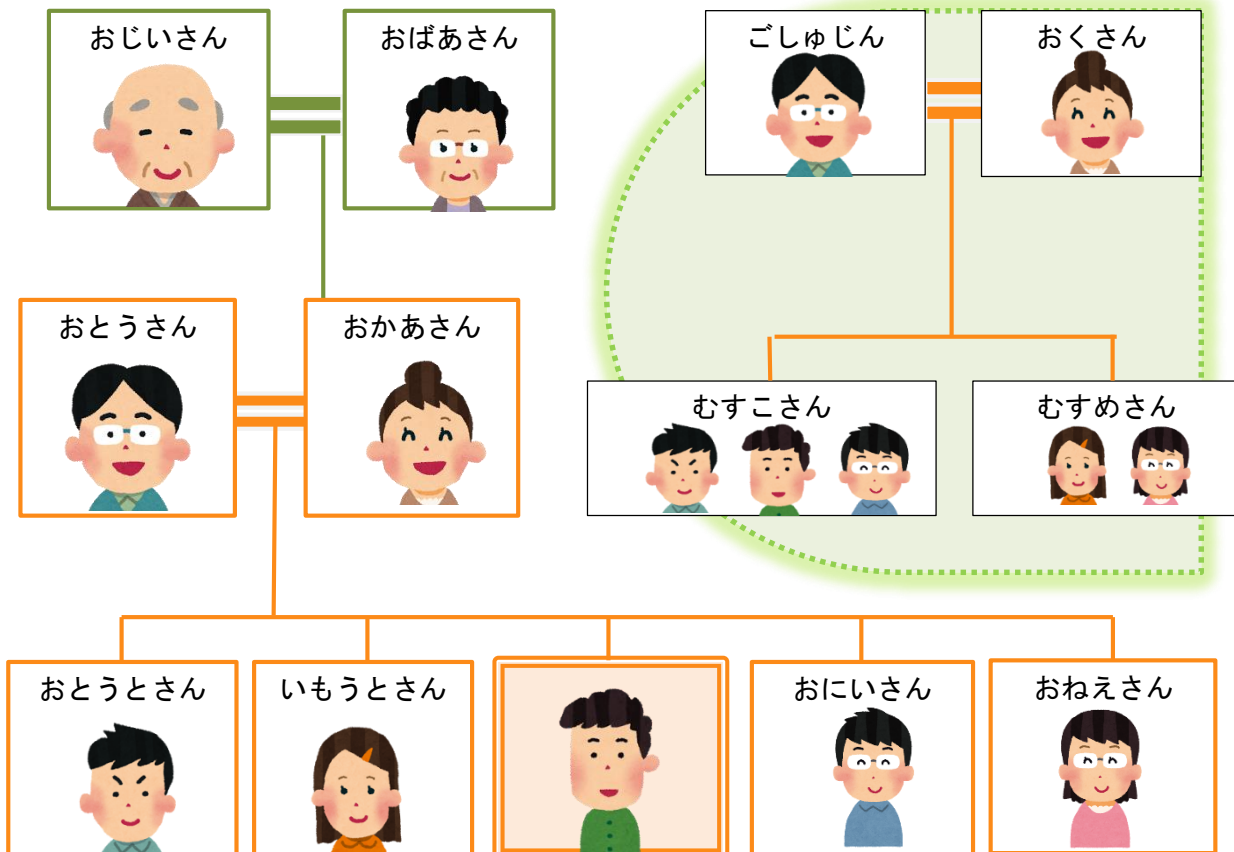 おじいさん
おばあさん
ごしゅじん
おくさん
おとうさん
おかあさん
むすこさん
むすめさん
おとうとさん
いもうとさん
おにいさん
おねえさん